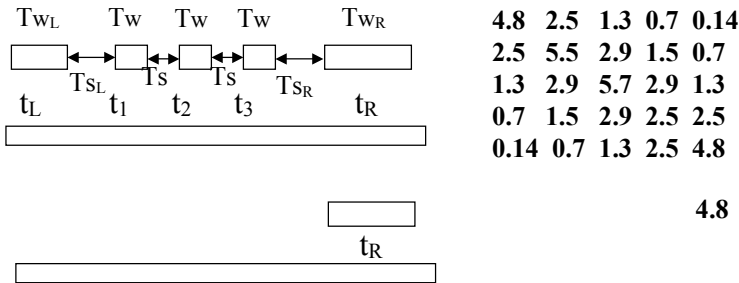 TwL Tw Tw Tw TwR
TsL Ts Ts TsR
tL t1 t2 t3 tR
4.8 2.5 1.3 0.7 0.14
2.5 5.5 2.9 1.5 0.7
1.3 2.9 5.7 2.9 1.3
0.7 1.5 2.9 2.5 2.5
0.14 0.7 1.3 2.5 4.8
4.8
tR